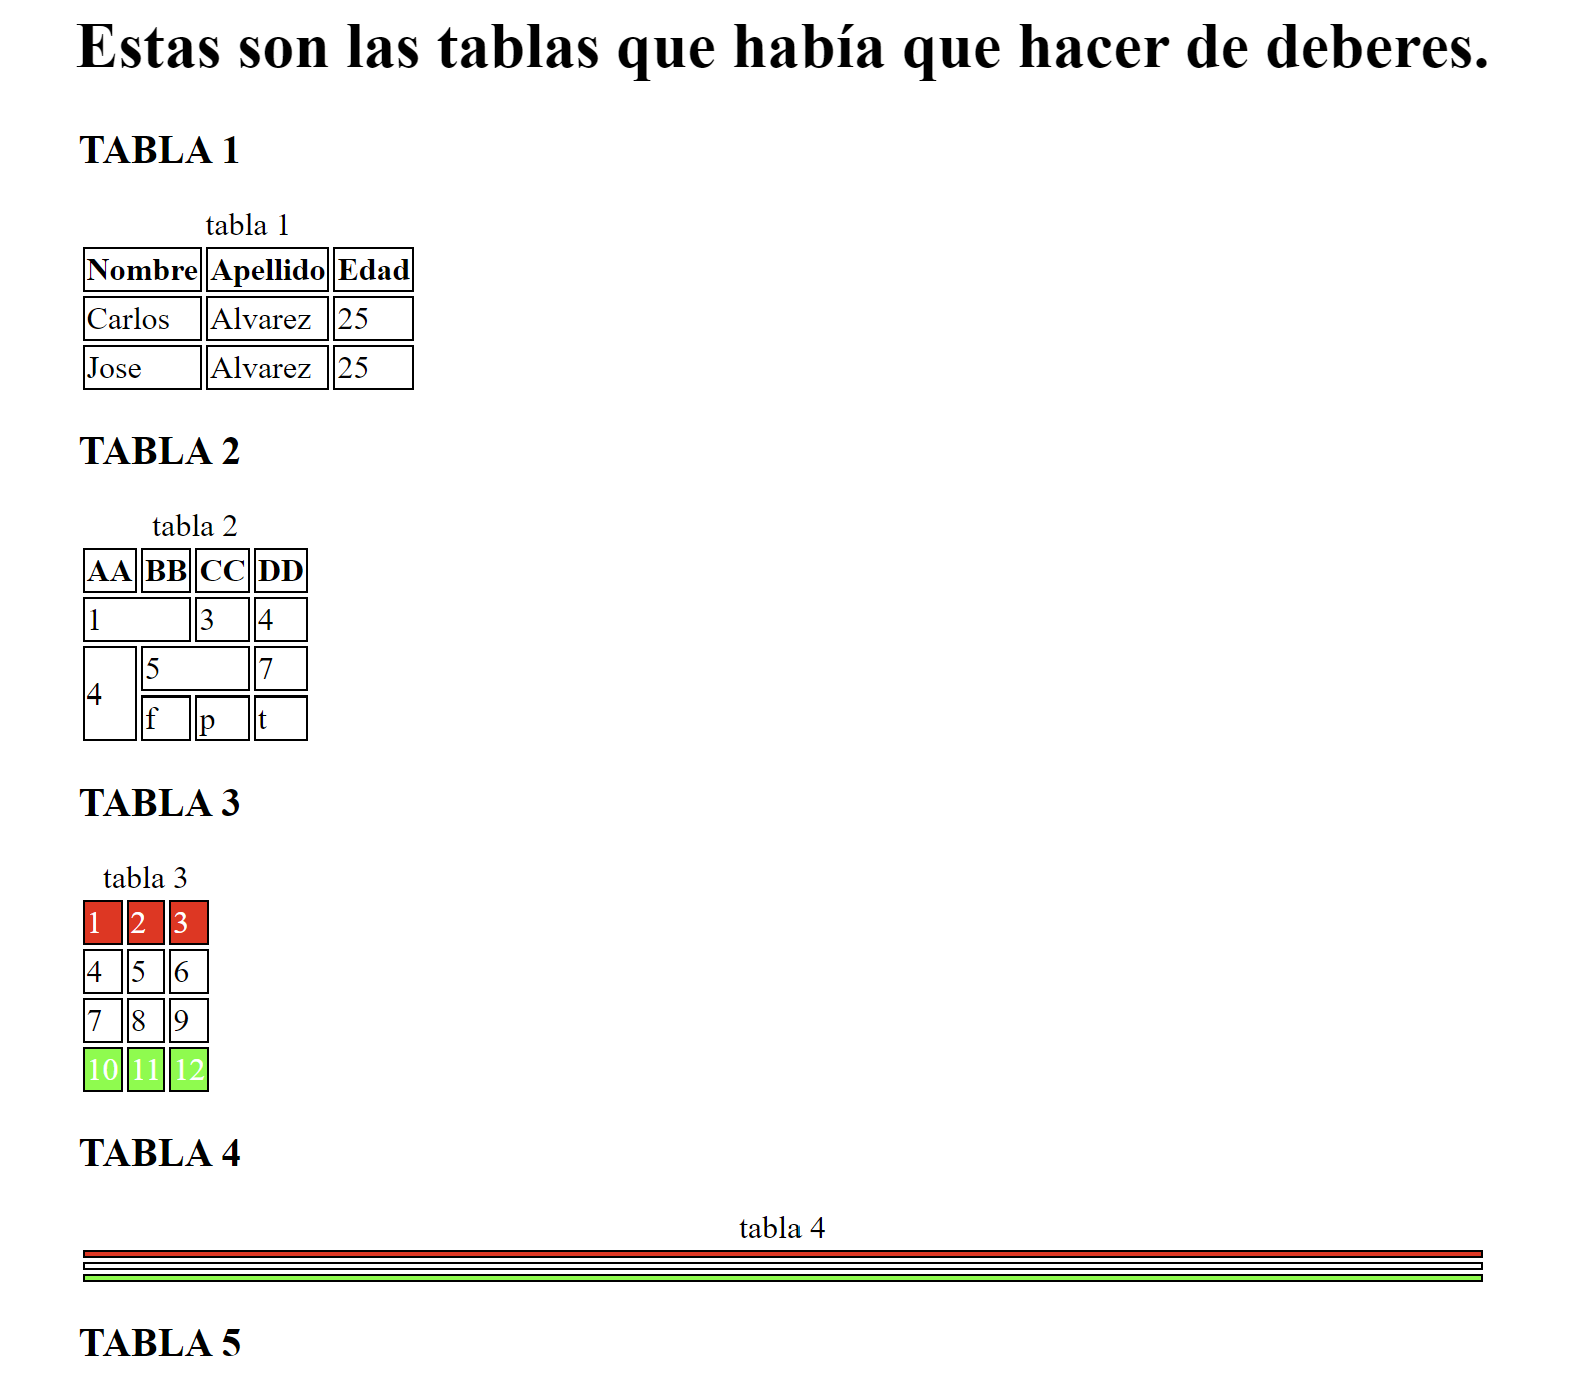 Estas son las tablas que había que hacer de deberes.
TABLA 1
tabla 1
Nombre Apellido Edad
Carlos Alvarez 25
Jose Alvarez 25
TABLA 2
tabla 2
AA BB CC DD
1 3 4
4 5 7
f p t
TABLA 3
tabla 3
1 2 3
4 5 6
7 8 9
10 11 12
TABLA 4
tabla 4
TABLA 5